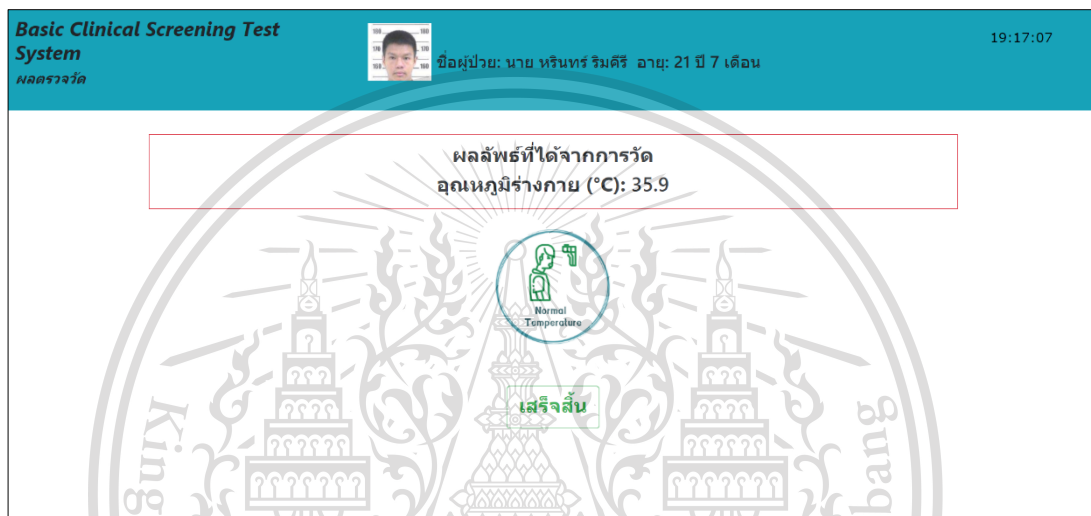 Basic Clinical Screening Test
System
ผลตรวจวัด
ชื่อผู้ป่วย: นาย หรินทร์ ริมคีรี อายุ: 21 ปี 7 เดือน
19:17:07
ผลลัพธ์ที่ได้จากการวัด
อุณหภูมิร่างกาย (°C): 35.9
Normal
Temperature
เสร็จสิ้น
King
bang